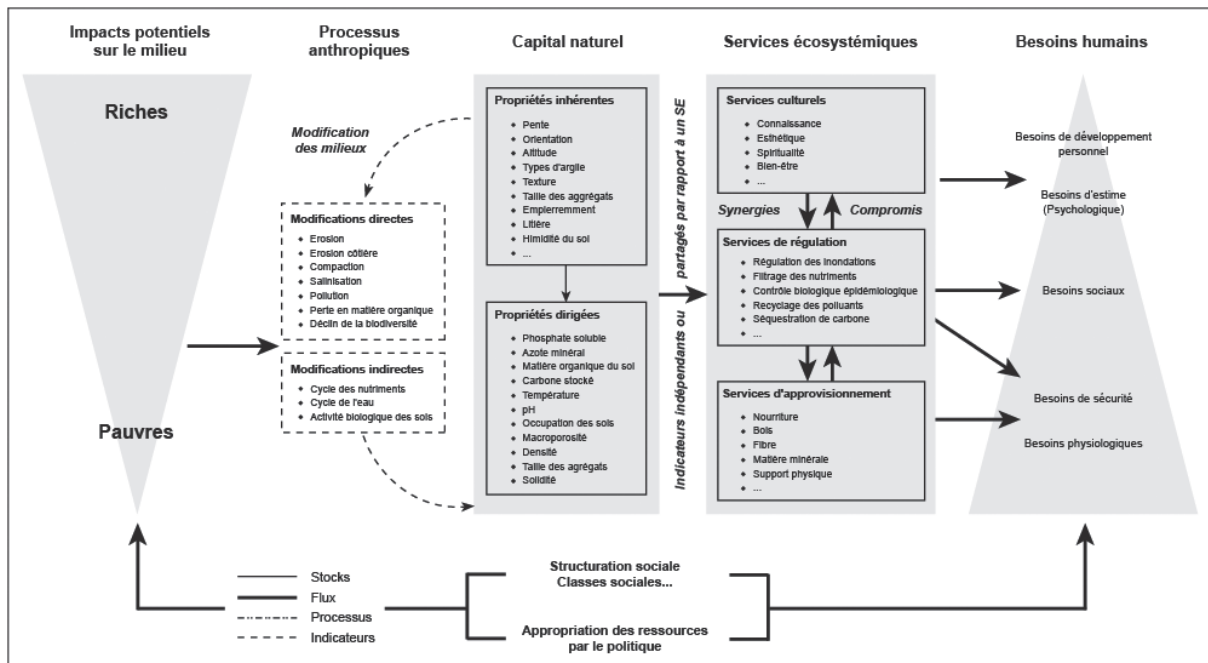 Impacts potentiels
sur le milieu
Processus
anthropiques
Capital naturel
Services écosystémiques
Besoins humains
Riches
Pauvres
Modification
des milieux
Modifications directes
Erosion
Erosion côtière
Compaction
Salinisation
Pollution
Perte en matière organique
Déclin de la biodiversité
Modifications indirectes
Cycle des nutriments
Cycle de l'eau
Activité biologique des sols
Propriétés inhérentes
Pente
Orientation
Altitude
Types d'argile
Texture
Taille des aggrégats
Empierremment
Litière
Himidité du sol
...
Propriétés dirigées
Phosphate soluble
Azote minéral
Matière organique du sol
Carbone stocké
Température
pH
Occupation des sols
Macroporosité
Densité
Taille des agrégats
Solidité
Indicateurs indépendants ou partagés par rapport à un SE
Services culturels
Connaissance
Esthétique
Spiritualité
Bien-être
...
Synergies
Compromis
Services de régulation
Régulation des inondations
Filtrage des nutriments
Contrôle biologique épidémiologique
Recyclage des polluants
Séquestration de carbone
...
Services d'approvisionnement
Nourriture
Bois
Fibre
Matière minérale
Support physique
...
Besoins de développement
personnel
Besoins d'estime
(Psychologique)
Besoins sociaux
Besoins de sécurité
Besoins physiologiques
Stocks
Flux
Processus
Indicateurs
Structuration sociale
Classes sociales...
Appropriation des ressources
par le politique